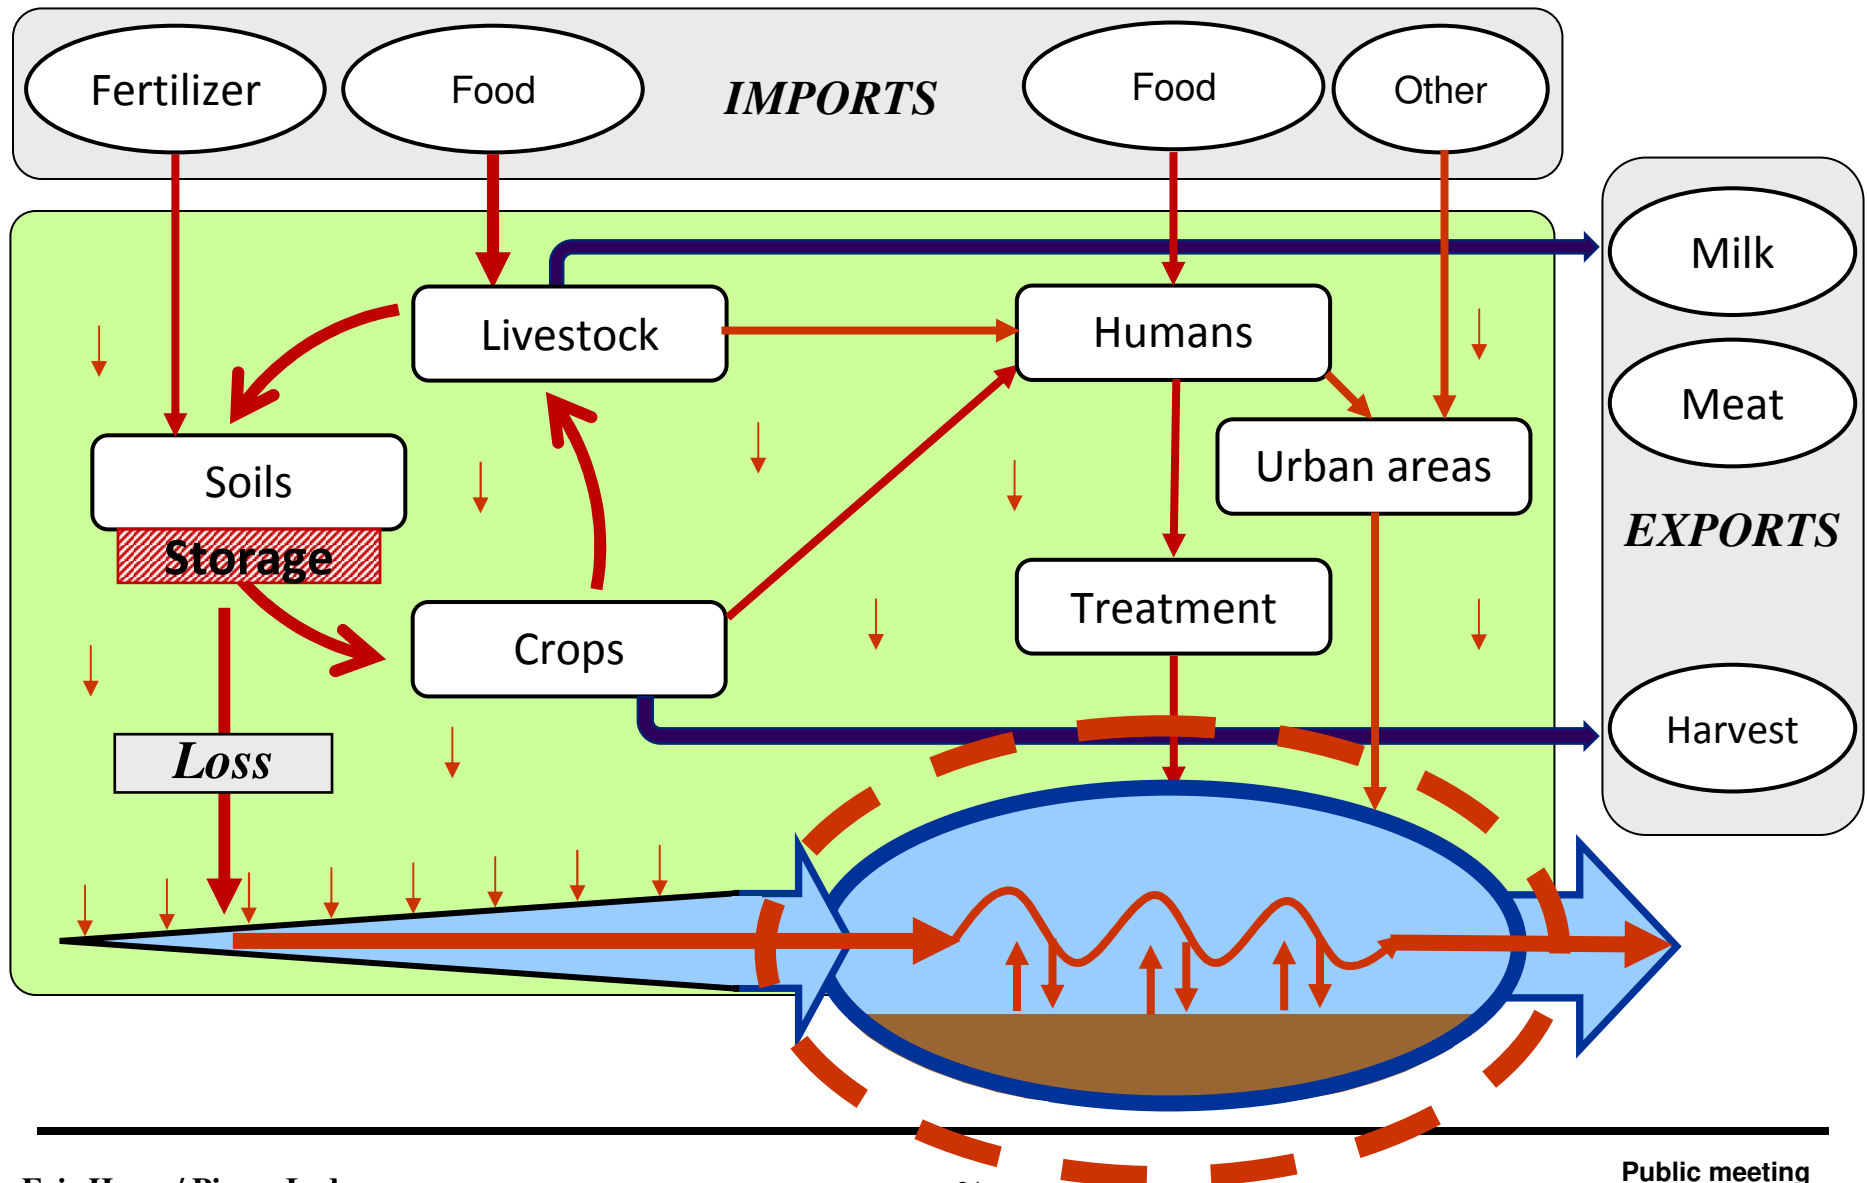 Fertilizer
Food
IMPORTS
Food
Other
Milk
Livestock
Humans
Meat
Soils
Urban areas
Storage
EXPORTS
Treatment
Crops
Harvest
Loss
Public meeting